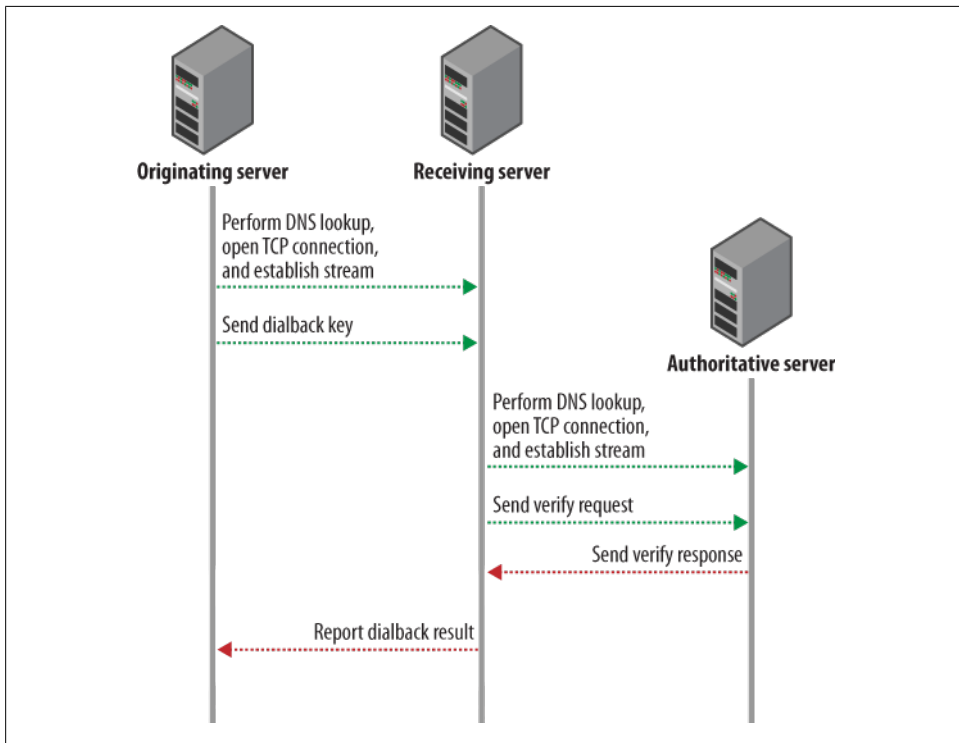 Originating server
Receiving server
Perform DNS lookup,
open TCP connection,
and establish stream
Send dialback key
Authoritative server
Perform DNS lookup,
open TCP connection,
and establish stream
Send verify request
Send verify response
Report dialback result